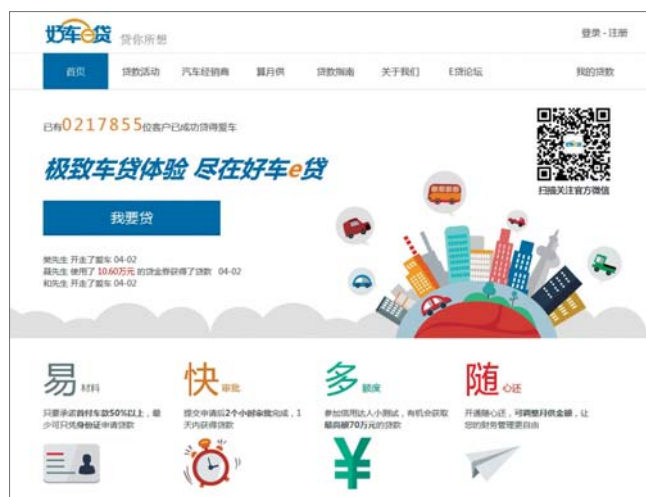 好车e贷 贷你所想
登录 - 注册
首页 贷款活动 汽车经销商 算月供 贷款指南 关于我们 E贷论坛 我的贷款
已有0217855位客户已成功贷得爱车
极致车贷体验 尽在好车e贷
扫描关注官方微信
我要贷
樊先生 开走了爱车 04-02
聂先生 使用了 10.60万元 的贷金券获得了贷款 04-02
和先生 开走了爱车 04-02
易 材料
只要承诺首付车款50%以上，最
少可只凭身份证申请贷款
快 审批
提交申请后2个小时审批完成，1
天内获得贷款
多 额度
参加信用达人小测试，有机会获取
最高额70万元的贷款
随 心还
开通随心还，可调整月供金额，让
您的财务管理更自由